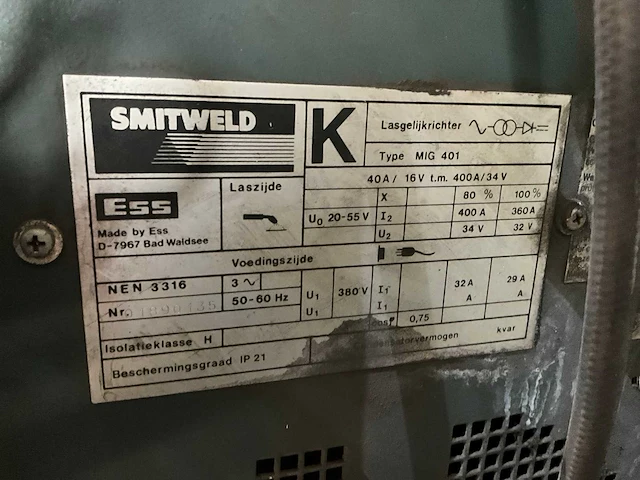 SMITWELD
K
Lasgelijkrichter
Type MIG 401
ESS
Made by Ess
D-7967 Bad Waldsee
Laszijde
40A / 16V t.m. 400A/34V
X 80 % 100%
U0 20-55 V I2 400 A 360 A
U2 34 V 32 V
Voedingszijde
NEN 3316 3 ∿
Nr. 50-60 Hz
U1 380V I1 32 A 29 A
U1 I1 A A
Isolatieklasse H
0,75
Beschermingsgraad IP 21
kvar